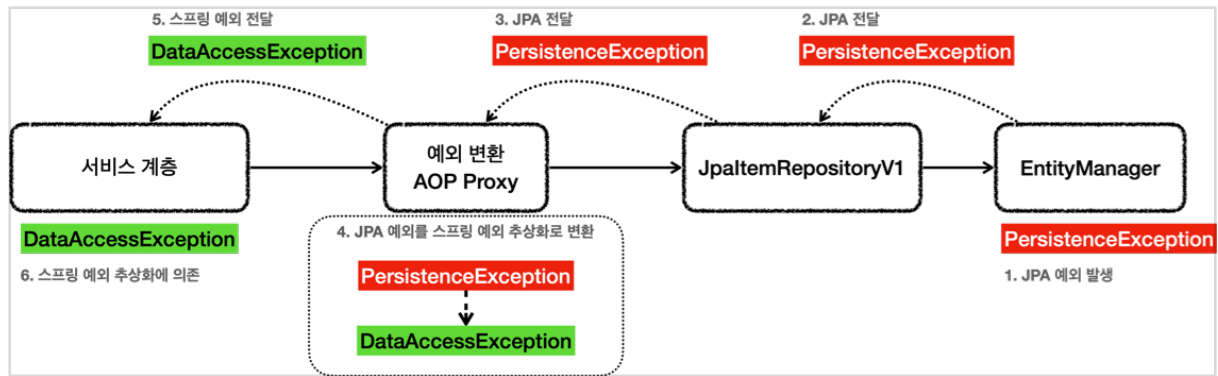 5. 스프링 예외 전달
DataAccessException
3. JPA 전달
PersistenceException
2. JPA 전달
PersistenceException
서비스 계층
예외 변환
AOP Proxy
JpaItemRepositoryV1
EntityManager
DataAccessException
6. 스프링 예외 추상화에 의존
4. JPA 예외를 스프링 예외 추상화로 변환
PersistenceException
DataAccessException
PersistenceException
1. JPA 예외 발생